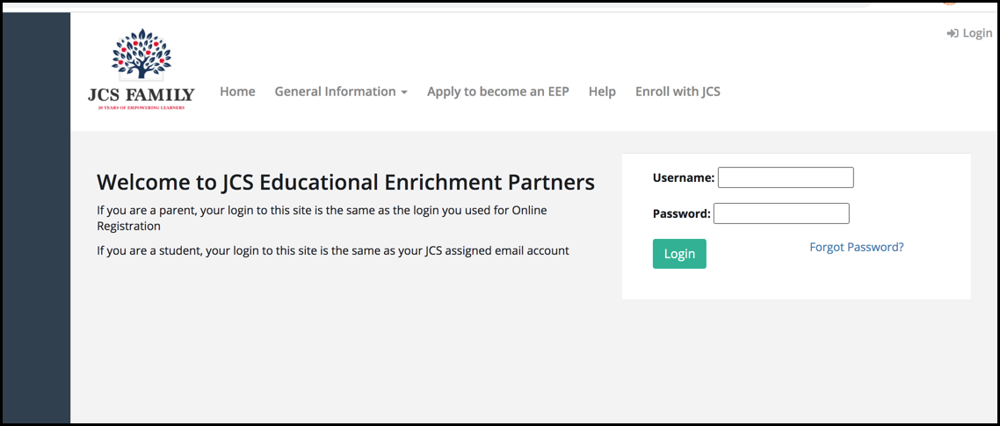 Login
JCS FAMILY
20 YEARS OF EMPOWERING LEARNERS
Home General Information Apply to become an EEP Help Enroll with JCS
Welcome to JCS Educational Enrichment Partners
If you are a parent, your login to this site is the same as the login you used for Online
Registration
If you are a student, your login to this site is the same as your JCS assigned email account
Username:
Password:
Login
Forgot Password?